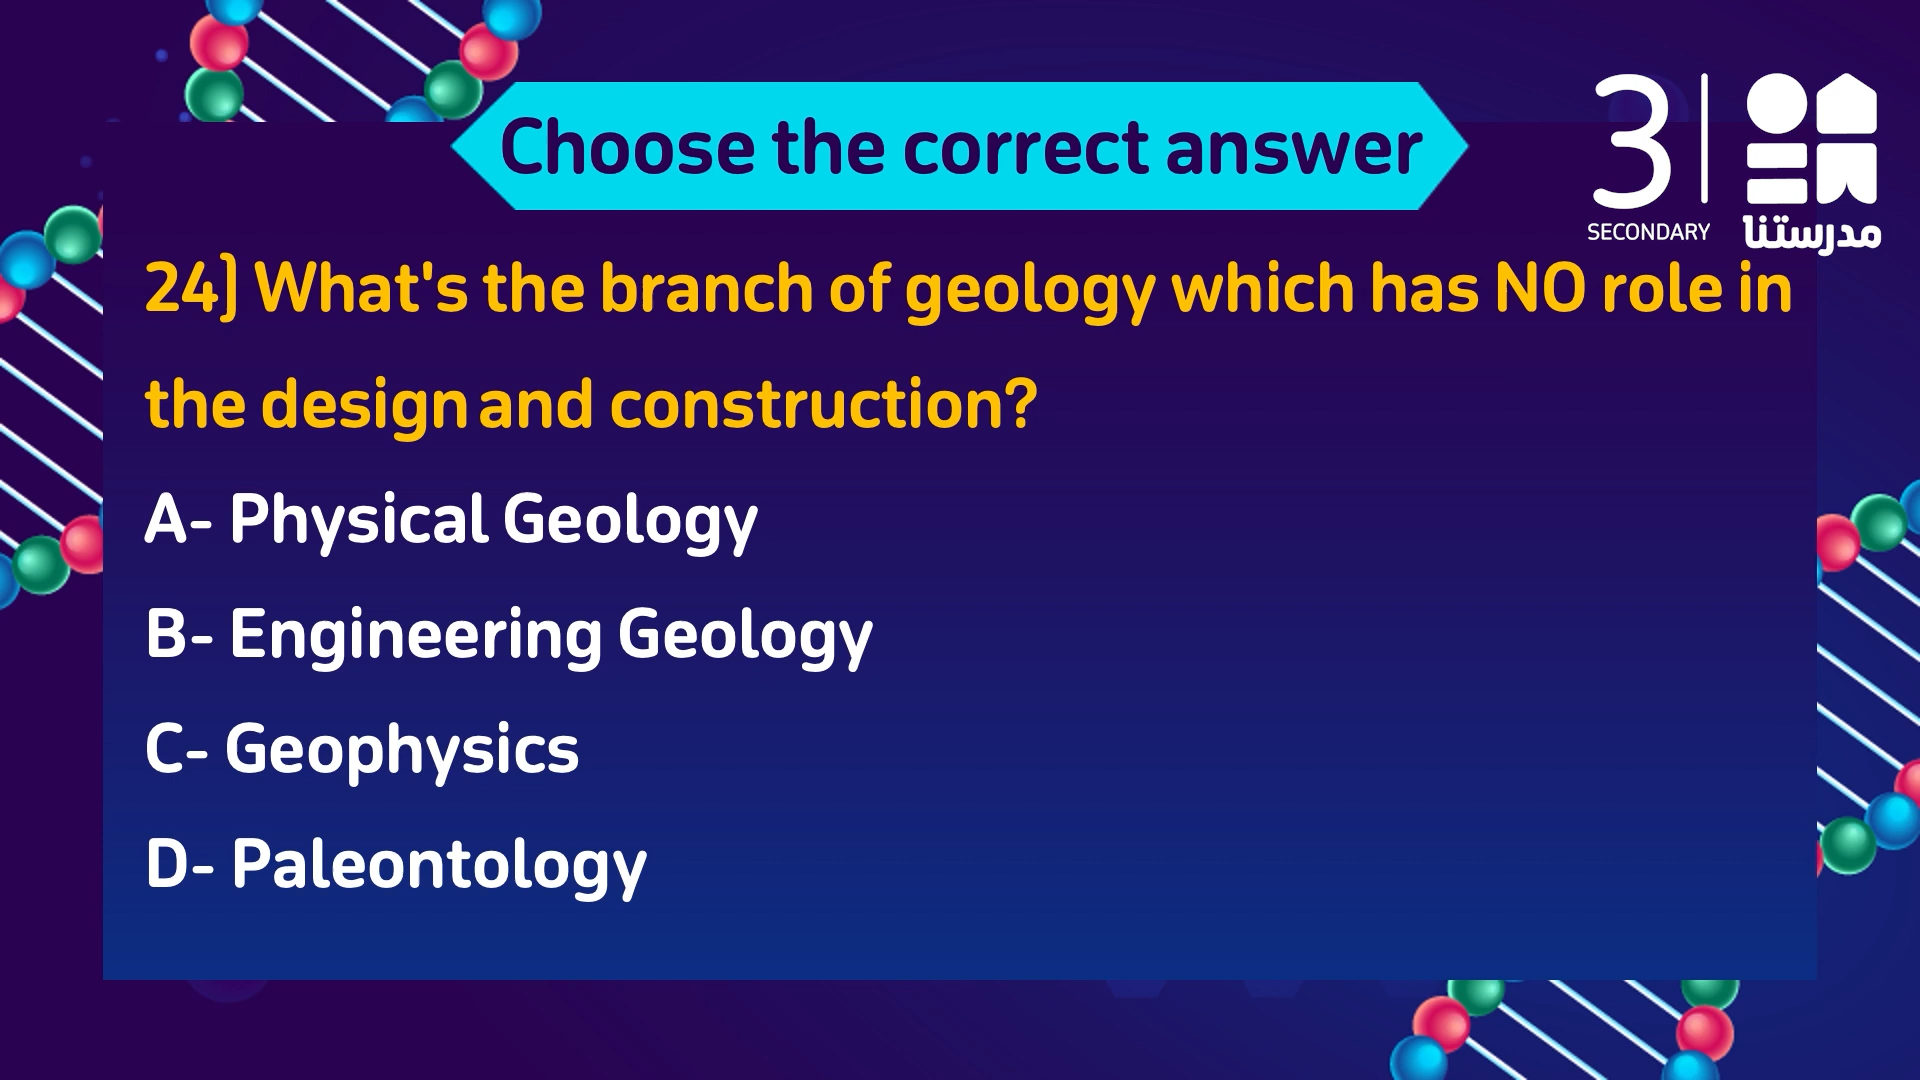 Choose the correct answer
3
SECONDARY
مدرستنا
24) What's the branch of geology which has NO role in
the design and construction?
A- Physical Geology
B- Engineering Geology
C- Geophysics
D- Paleontology